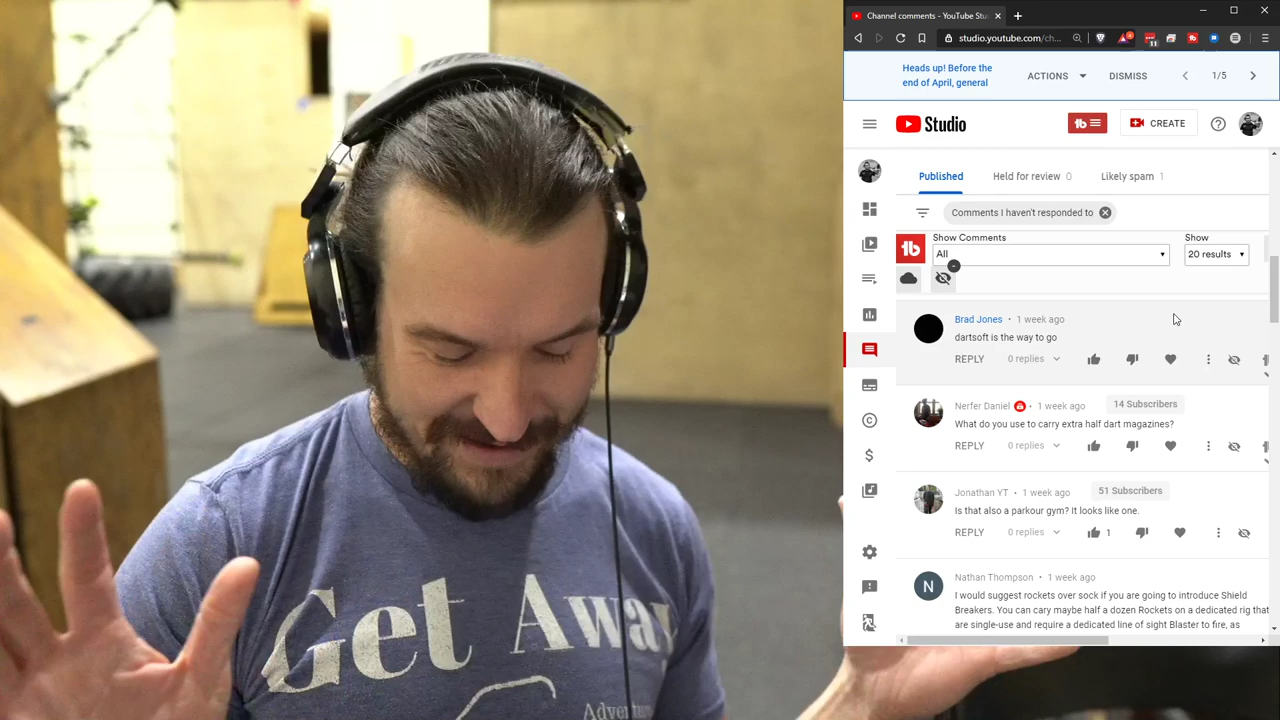 Get Away
Adventu
Channel comments - YouTube Stu
studio.youtube.com/ch...
4
11
Heads up! Before the
end of April, general
ACTIONS
DISMISS
1/5
Studio
CREATE
Published
Held for review 0
Likely spam 1
Comments I haven't responded to
Show Comments
Show
All
20 results
Brad Jones • 1 week ago
dartsoft is the way to go
REPLY 0 replies
Nerfer Daniel • 1 week ago 14 Subscribers
What do you use to carry extra half dart magazines?
REPLY 0 replies
Jonathan YT • 1 week ago 51 Subscribers
Is that also a parkour gym? It looks like one.
REPLY 0 replies 1
N
Nathan Thompson • 1 week ago
I would suggest rockets over sock if you are going to introduce Shield
Breakers. You can cary maybe half a dozen Rockets on a dedicated rig that
are single-use and require a dedicated line of sight Blaster to fire, as